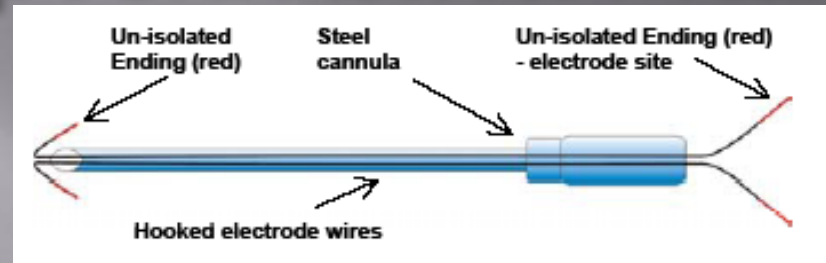 Un-isolated
Ending (red)
Steel
cannula
Un-isolated Ending (red)
- electrode site
Hooked electrode wires